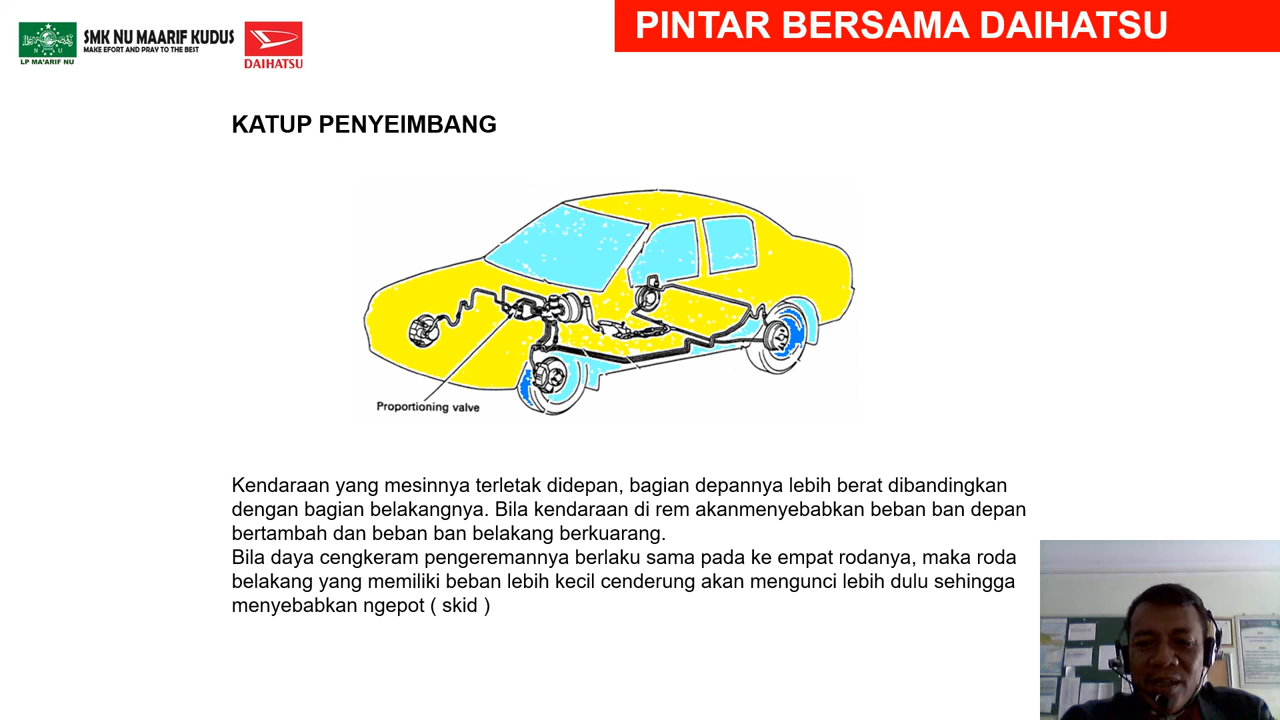 PINTAR BERSAMA DAIHATSU
SMK NU MAARIF KUDUS
MAKE EFORT AND PRAY TO THE BEST
N U
LP MA'ARIF NU
DAIHATSU
KATUP PENYEIMBANG
Proportioning valve
Kendaraan yang mesinnya terletak didepan, bagian depannya lebih berat dibandingkan
dengan bagian belakangnya. Bila kendaraan di rem akanmenyebabkan beban ban depan
bertambah dan beban ban belakang berkuarang.
Bila daya cengkeram pengeremannya berlaku sama pada ke empat rodanya, maka roda
belakang yang memiliki beban lebih kecil cenderung akan mengunci lebih dulu sehingga
menyebabkan ngepot ( skid )